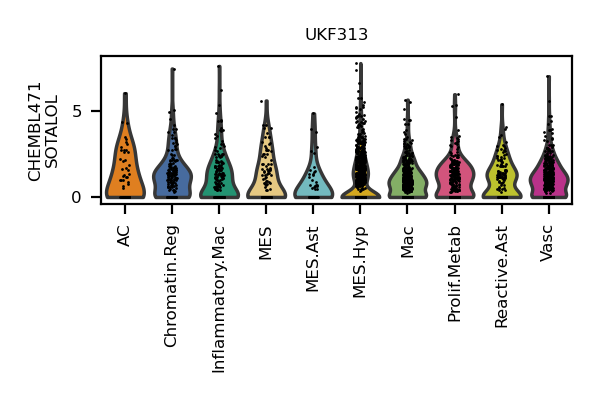 UKF313
CHEMBL471
SOTALOL
5
0
AC
Chromatin.Reg
Inflammatory.Mac
MES
MES.Ast
MES.Hyp
Mac
Prolif.Metab
Reactive.Ast
Vasc